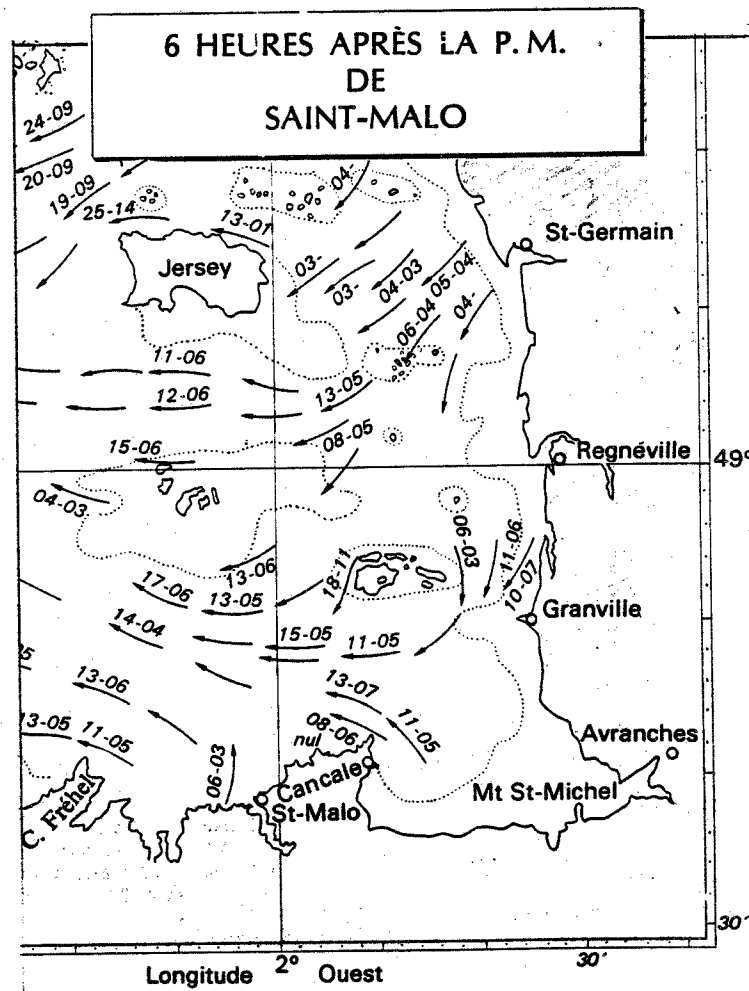 6 HEURES APRÈS LA P.M.
DE
SAINT-MALO
24-09
20-09
19-09
25-14
13-01
04-
St-Germain
Jersey
03-
03-
04-03
05-04
06-04
04-
11-06
12-06
13-05
08-05
15-06
Regnéville
49°
04-03
06-03
11-06
10-07
13-06
18-11
17-06
13-05
Granville
14-04
15-05
11-05
13-06
13-07
08-06
11-05
nul
13-05
11-05
06-03
Avranches
Cancale
Mt St-Michel
St-Malo
C. Fréhel
30'
2°
30'
Longitude Ouest